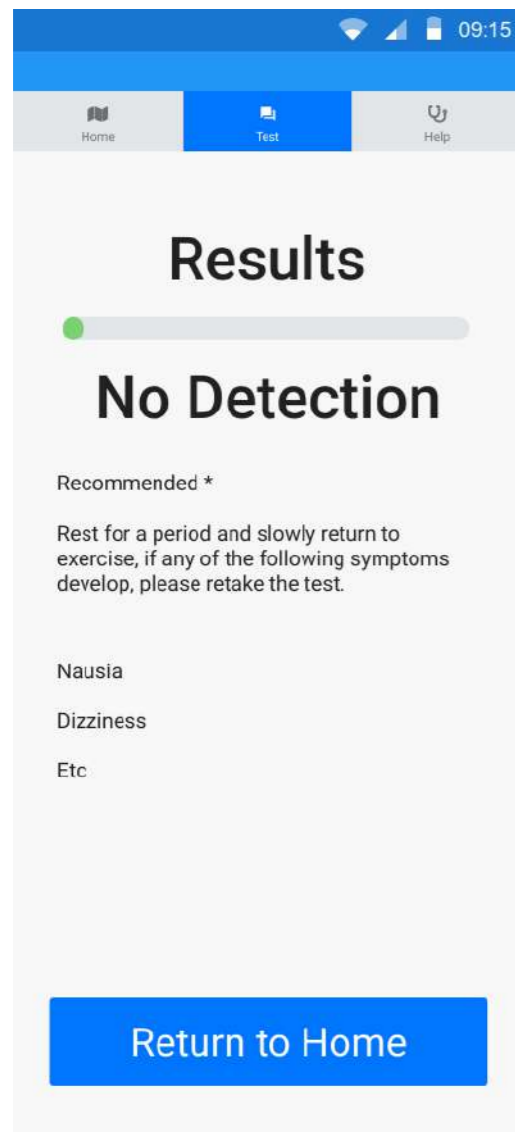 09:15
Home
Test
Help
Results
No Detection
Recommended *
Rest for a period and slowly return to
exercise, if any of the following symptoms
develop, please retake the test.
Nausia
Dizziness
Etc
Return to Home